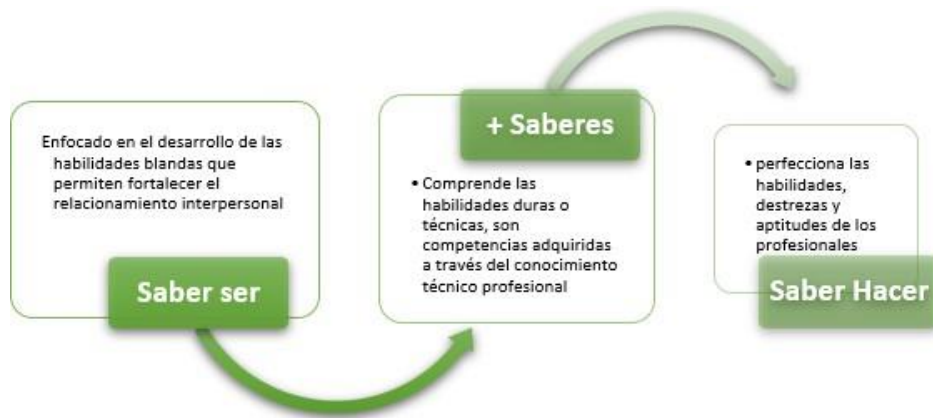 Enfocado en el desarrollo de las
habilidades blandas que
permiten fortalecer el
relacionamiento interpersonal
Saber ser
+ Saberes
• Comprende las
habilidades duras o
técnicas, son
competencias adquiridas
a través del conocimiento
técnico profesional
• perfecciona las
habilidades,
destrezas y
aptitudes de los
profesionales
Saber Hacer